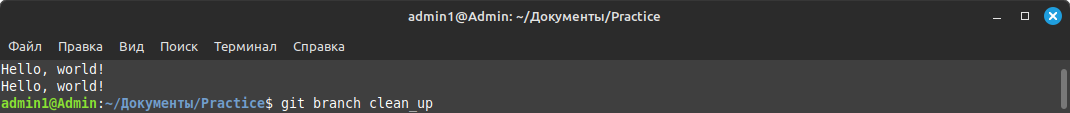 admin1@Admin: ~/Документы/Practice
Файл Правка Вид Поиск Терминал Справка
Hello, world!
Hello, world!
admin1@Admin:~/Документы/Practice$ git branch clean_up